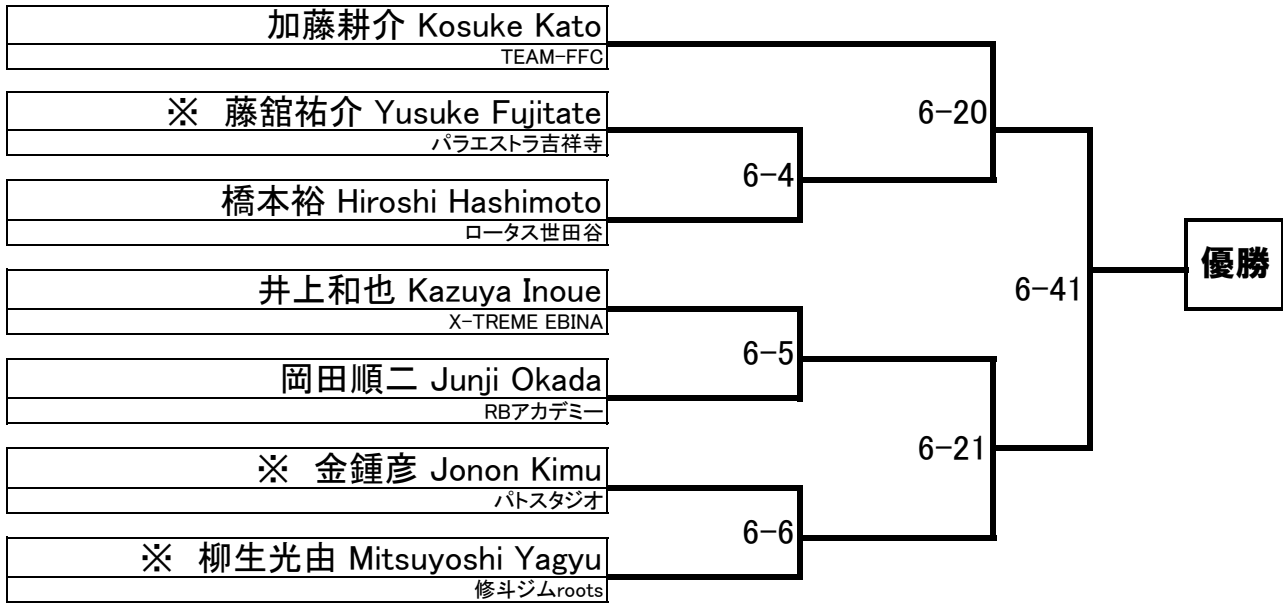 加藤耕介 Kosuke Kato
TEAM-FFC
※ 藤舘祐介 Yusuke Fujitate
パラエストラ吉祥寺
橋本裕 Hiroshi Hashimoto
ロータス世田谷
井上和也 Kazuya Inoue
X-TREME EBINA
岡田順二 Junji Okada
RBアカデミー
※ 金鍾彦 Jonon Kimu
パトスタジオ
※ 柳生光由 Mitsuyoshi Yagyu
修斗ジムroots
6-4
6-5
6-6
6-20
6-21
6-41
優勝